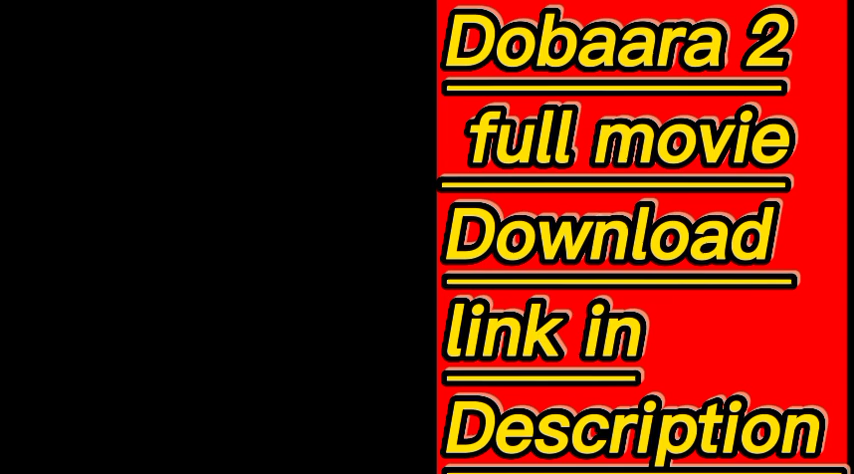 Dobaara 2
full movie
Download
link in
Description